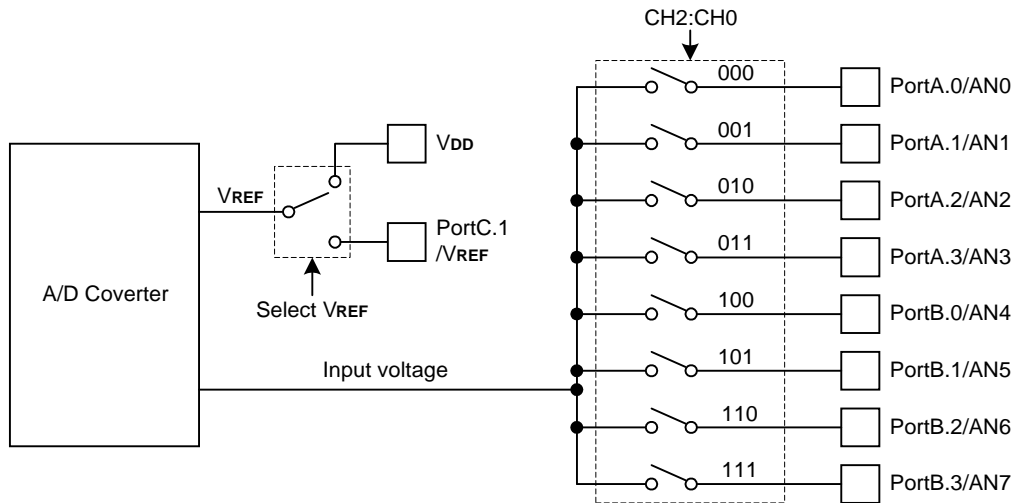 CH2:CH0
000
PortA.0/AN0
001
PortA.1/AN1
VDD
010
PortA.2/AN2
VREF
PortC.1
/VREF
011
PortA.3/AN3
A/D Coverter
Select VREF
100
PortB.0/AN4
Input voltage
101
PortB.1/AN5
110
PortB.2/AN6
111
PortB.3/AN7